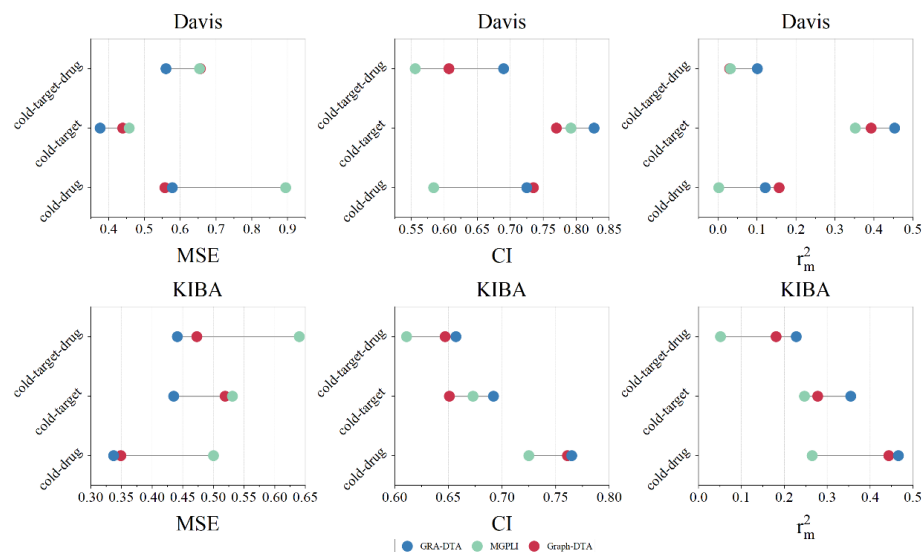 Davis
cold-target-drug
cold-target
cold-drug
0.4 0.5 0.6 0.7 0.8 0.9
MSE
Davis
cold-target-drug
cold-target
cold-drug
0.55 0.60 0.65 0.70 0.75 0.80 0.85
CI
Davis
cold-target-drug
cold-target
cold-drug
0.0 0.1 0.2 0.3 0.4 0.5
r²m
KIBA
cold-target-drug
cold-target
cold-drug
0.30 0.35 0.40 0.45 0.50 0.55 0.60 0.65
MSE
KIBA
cold-target-drug
cold-target
cold-drug
0.60 0.65 0.70 0.75 0.80
CI
KIBA
cold-target-drug
cold-target
cold-drug
0.0 0.1 0.2 0.3 0.4 0.5
r²m
GRA-DTA MGPLI Graph-DTA